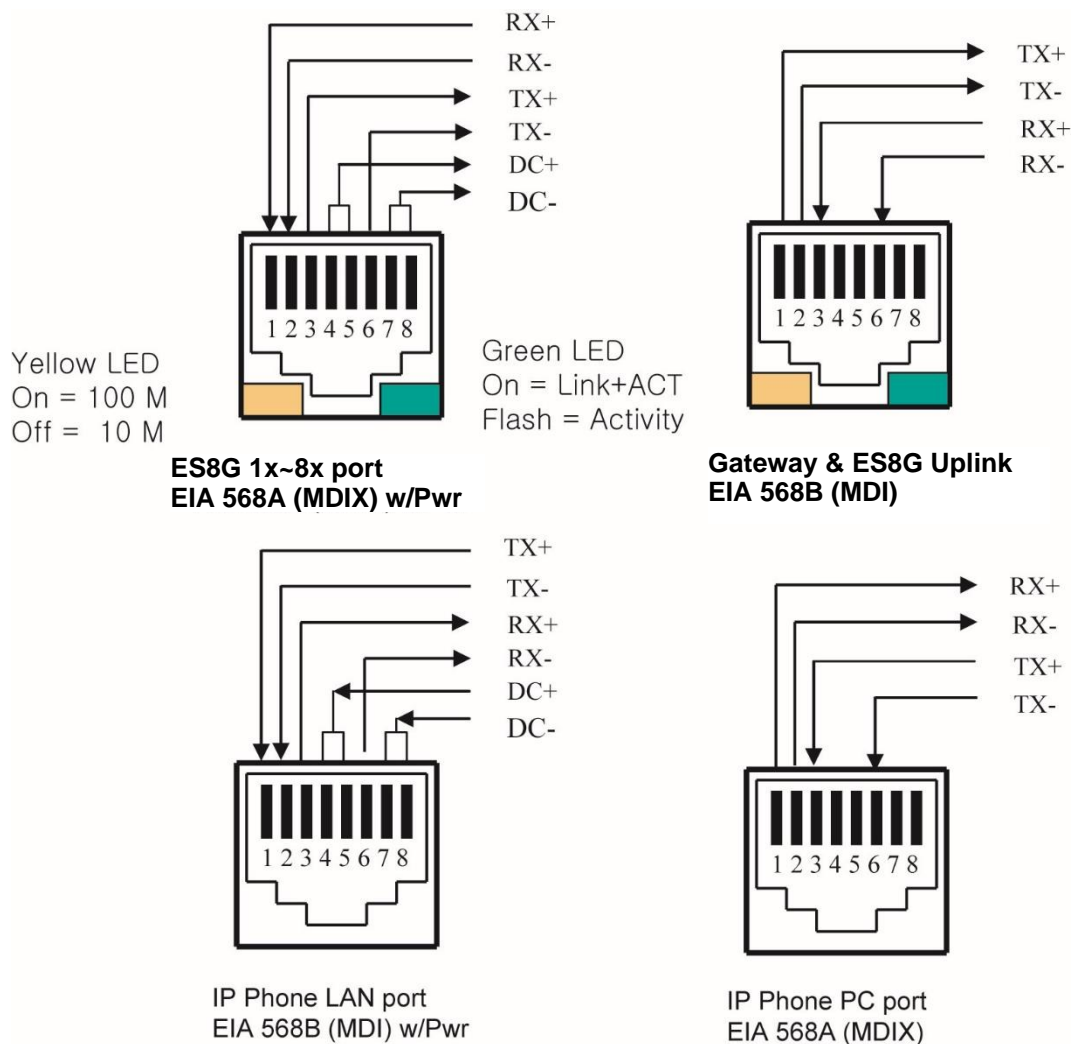 RX+
RX-
TX+
TX-
DC+
DC-
1 2 3 4 5 6 7 8
Yellow LED
On = 100 M
Off = 10 M
Green LED
On = Link+ACT
Flash = Activity
ES8G 1x~8x port
EIA 568A (MDIX) w/Pwr
TX+
TX-
RX+
RX-
1 2 3 4 5 6 7 8
Gateway & ES8G Uplink
EIA 568B (MDI)
TX+
TX-
RX+
RX-
DC+
DC-
1 2 3 4 5 6 7 8
IP Phone LAN port
EIA 568B (MDI) w/Pwr
RX+
RX-
TX+
TX-
1 2 3 4 5 6 7 8
IP Phone PC port
EIA 568A (MDIX)